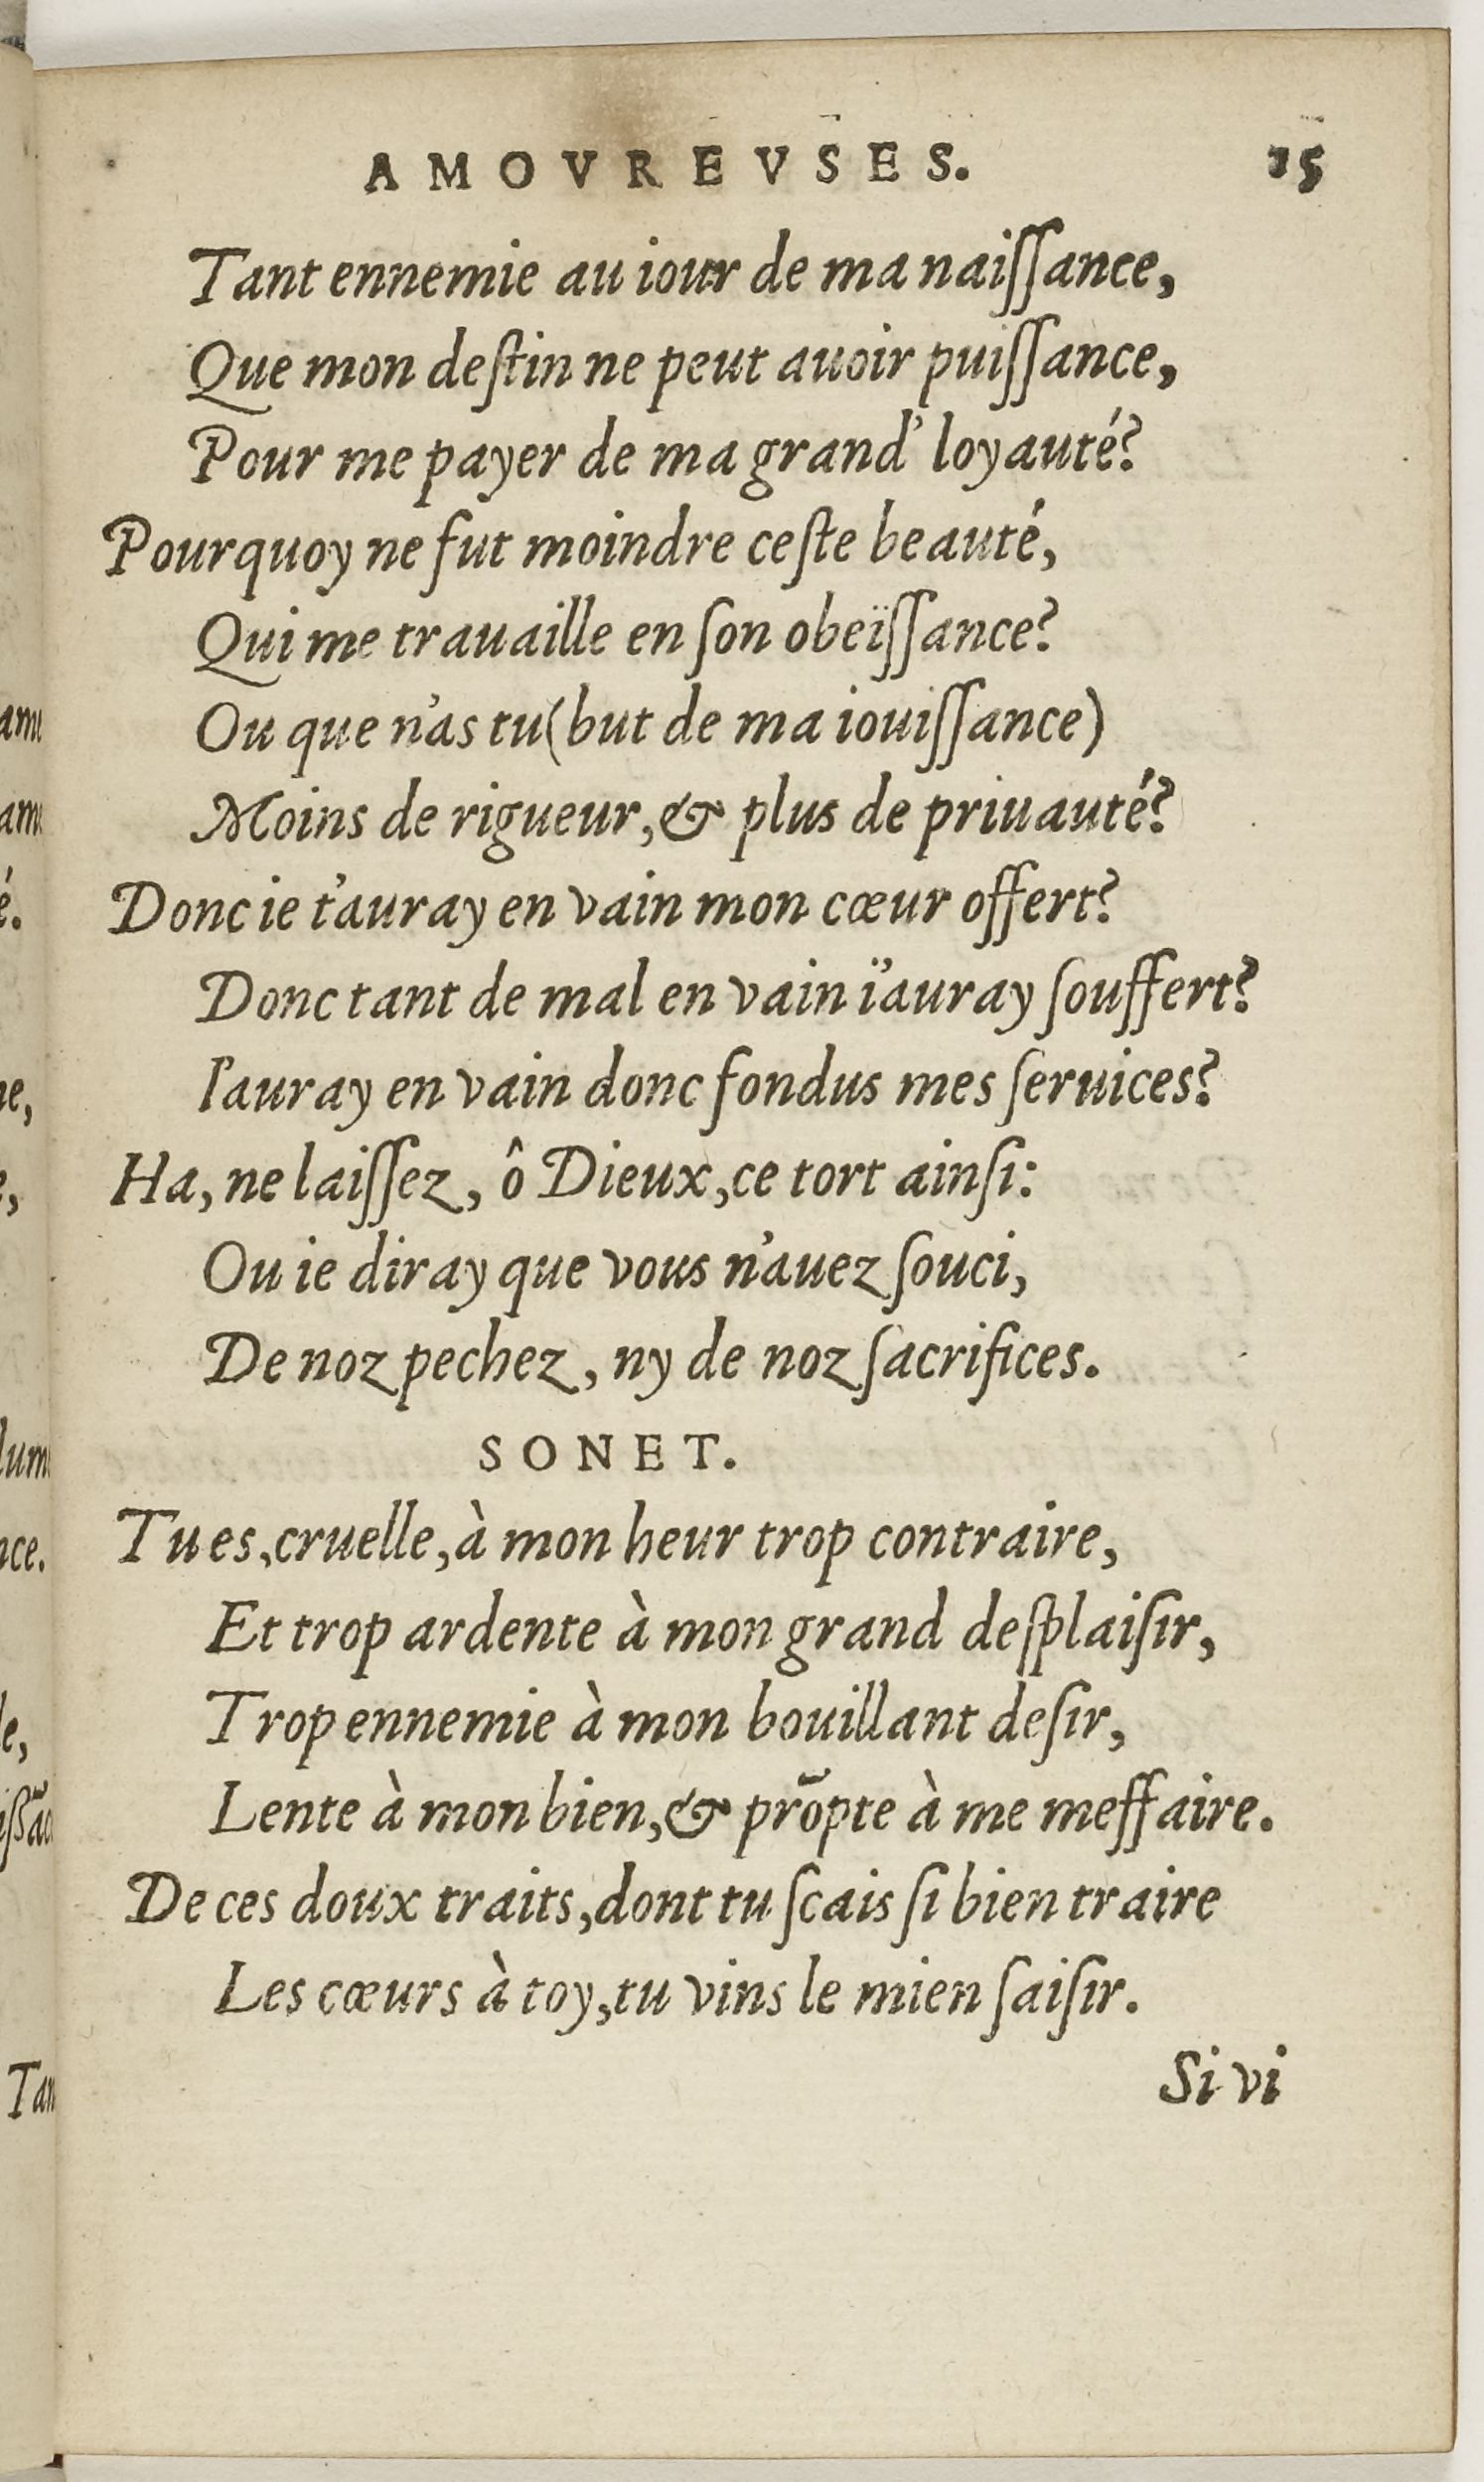 AMOVREVSES. 15
Tant ennemie au iour de ma naiſſance,
Que mon deſtin ne peut auoir puiſſance,
Pour me payer de ma grand' loyauté?
Pourquoy ne fut moindre ceſte beauté,
Qui me trauaille en ſon obeïſſance?
Ou que n'as tu (but de ma iouiſſance)
Moins de rigueur, & plus de priuauté?
Donc ie t'auray en vain mon cœur offert?
Donc tant de mal en vain i'auray ſouffert?
I'auray en vain donc fondus mes ſeruices?
Ha, ne laiſſez, ô Dieux, ce tort ainſi:
Ou ie diray que vous n'auez ſouci,
De noz pechez, ny de noz ſacrifices.
SONET.
Tu es, cruelle, à mon heur trop contraire,
Et trop ardente à mon grand deſplaiſir,
Trop ennemie à mon bouillant deſir,
Lente à mon bien, & prõpte à me meffaire.
De ces doux traits, dont tu ſcais ſi bien traire
Les cœurs à toy, tu vins le mien ſaiſir.
Si vi